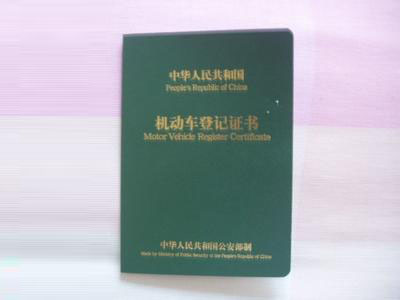 中华人民共和国
People's Republic of China
机动车登记证书
Motor Vehicle Register Certificate
中华人民共和国公安部制
Made by Ministry of Public Security of the People's Republic of China